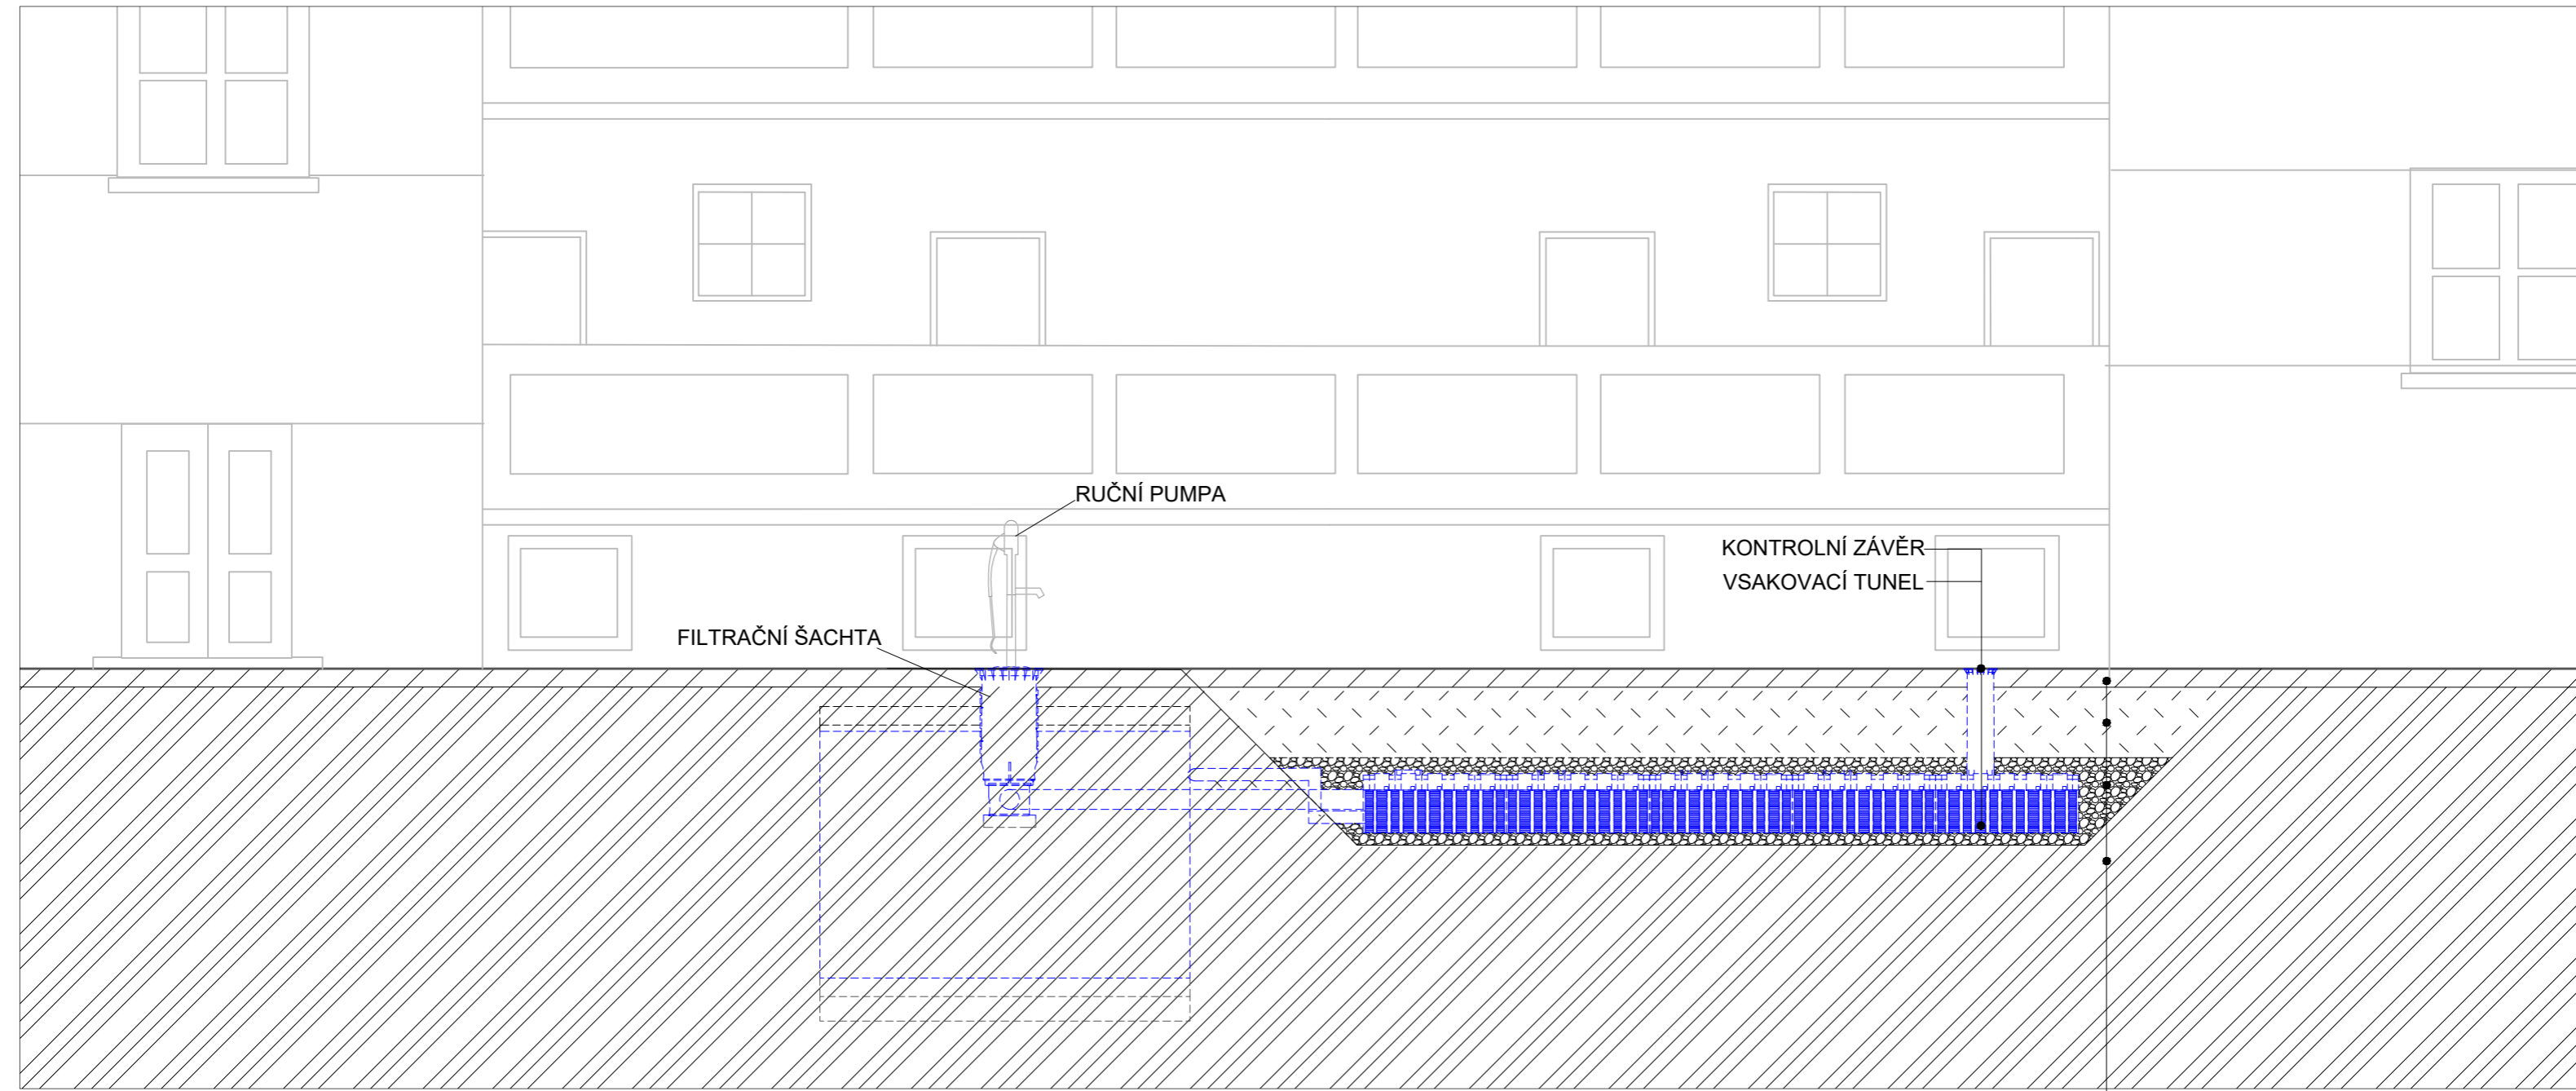 RUČNÍ PUMPA
KONTROLNÍ ZÁVĚR
VSAKOVACÍ TUNEL
FILTRAČNÍ ŠACHTA